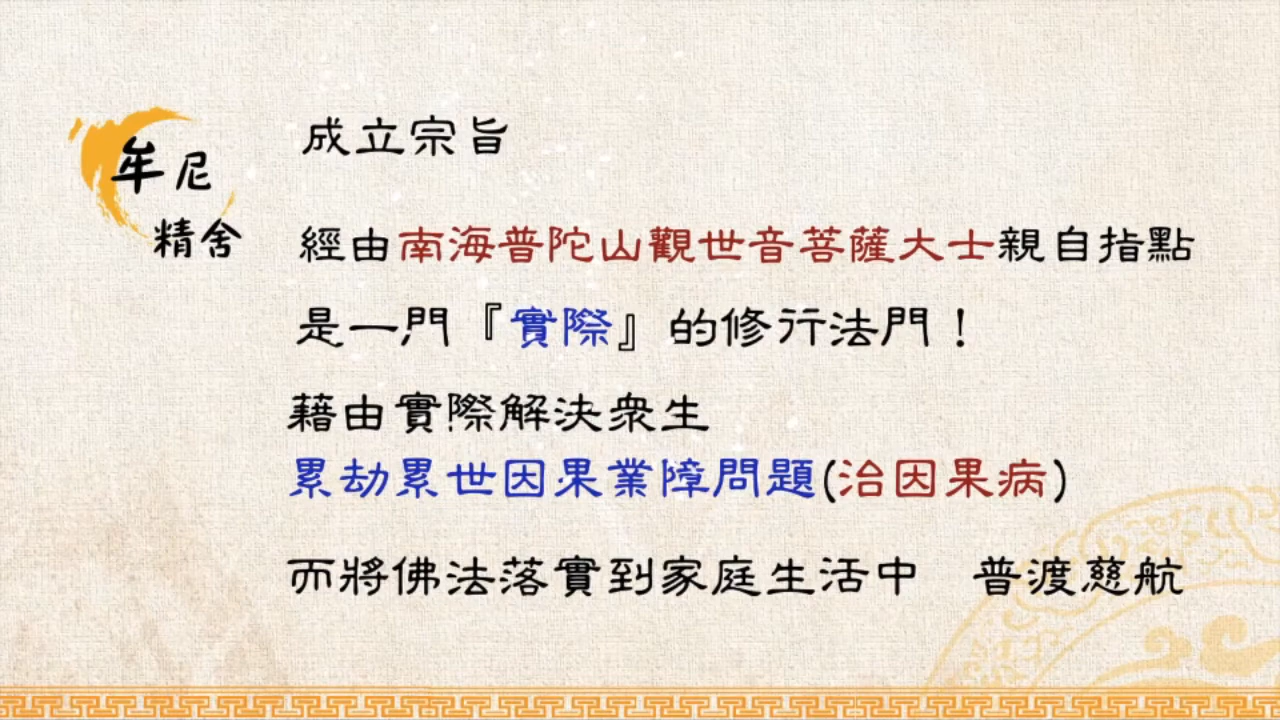 牟尼
精舍
成立宗旨
經由南海普陀山觀世音菩薩大士親自指點
是一門『實際』的修行法門！
藉由實際解決衆生
累劫累世因果業障問題(治因果病)
而將佛法落實到家庭生活中　普渡慈航